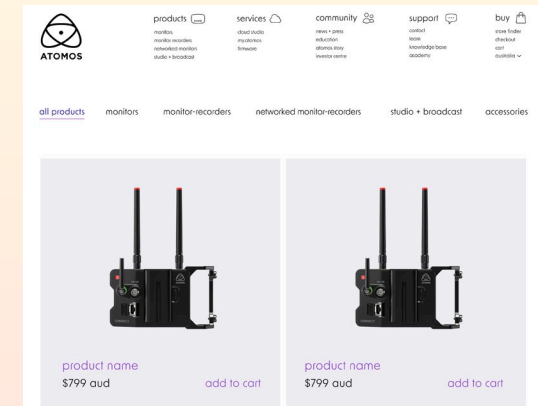 ATOMOS
products
monitors
monitor recorders
networked monitors
studio + broadcast
services
cloud studio
my.atomos
firmware
community
news + press
education
atomos story
investor centre
support
contact
lease
knowledge base
academy
buy
store finder
checkout
cart
australia
all products monitors monitor-recorders networked monitor-recorders studio + broadcast accessories
product name
$799 aud add to cart
product name
$799 aud add to cart